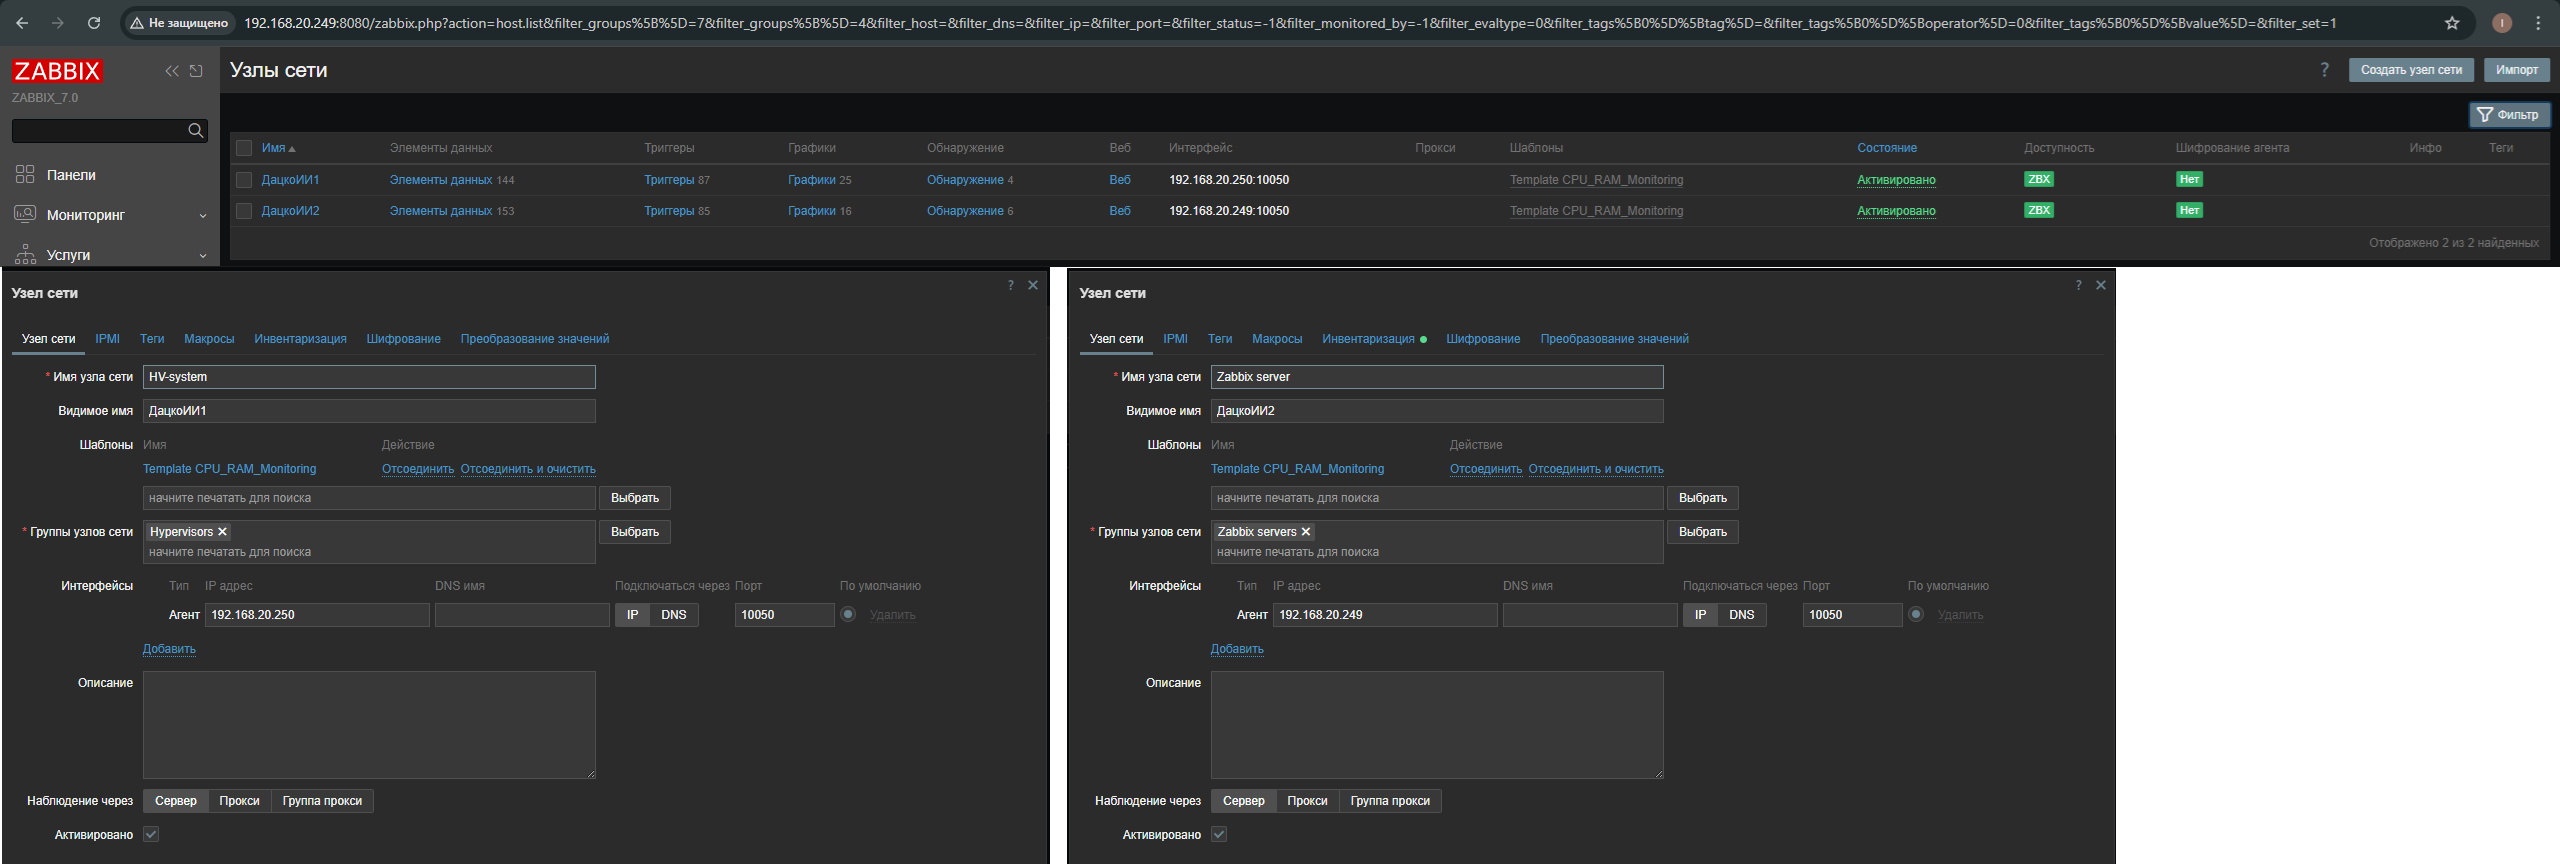 Не защищено 192.168.20.249:8080/zabbix.php?action=host.list&filter_groups%5B%5D=7&filter_groups%5B%5D=4&filter_host=&filter_dns=&filter_ip=&filter_port=&filter_status=-1&filter_monitored_by=-1&filter_evaltype=0&filter_tags%5B0%5D%5Btag%5D=&filter_tags%5B0%5D%5Boperator%5D=0&filter_tags%5B0%5D%5Bvalue%5D=&filter_set=1
I
ZABBIX
ZABBIX_7.0
Панели
Мониторинг
Услуги
Узлы сети
? Создать узел сети Импорт
Фильтр
Имя Элементы данных Триггеры Графики Обнаружение Веб Интерфейс Прокси Шаблоны Состояние Доступность Шифрование агента Инфо Теги
ДацкоИИ1 Элементы данных 144 Триггеры 87 Графики 25 Обнаружение 4 Веб 192.168.20.250:10050 Template CPU_RAM_Monitoring Активировано ZBX Нет
ДацкоИИ2 Элементы данных 153 Триггеры 85 Графики 16 Обнаружение 6 Веб 192.168.20.249:10050 Template CPU_RAM_Monitoring Активировано ZBX Нет
Отображено 2 из 2 найденных
Узел сети ?
Узел сети IPMI Теги Макросы Инвентаризация Шифрование Преобразование значений
* Имя узла сети HV-system
Видимое имя ДацкоИИ1
Шаблоны Имя Действие
Template CPU_RAM_Monitoring Отсоединить Отсоединить и очистить
начните печатать для поиска Выбрать
* Группы узлов сети Hypervisors Выбрать
начните печатать для поиска
Интерфейсы Тип IP адрес DNS имя Подключаться через Порт По умолчанию
Агент 192.168.20.250 IP DNS 10050 Удалить
Добавить
Описание
Наблюдение через Сервер Прокси Группа прокси
Активировано
Узел сети ?
Узел сети IPMI Теги Макросы Инвентаризация Шифрование Преобразование значений
* Имя узла сети Zabbix server
Видимое имя ДацкоИИ2
Шаблоны Имя Действие
Template CPU_RAM_Monitoring Отсоединить Отсоединить и очистить
начните печатать для поиска Выбрать
* Группы узлов сети Zabbix servers Выбрать
начните печатать для поиска
Интерфейсы Тип IP адрес DNS имя Подключаться через Порт По умолчанию
Агент 192.168.20.249 IP DNS 10050 Удалить
Добавить
Описание
Наблюдение через Сервер Прокси Группа прокси
Активировано